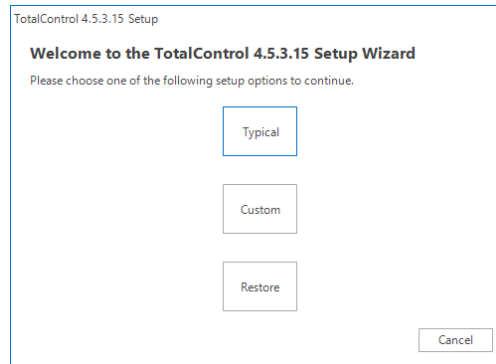 TotalControl 4.5.3.15 Setup
Welcome to the TotalControl 4.5.3.15 Setup Wizard
Please choose one of the following setup options to continue.
Typical
Custom
Restore
Cancel